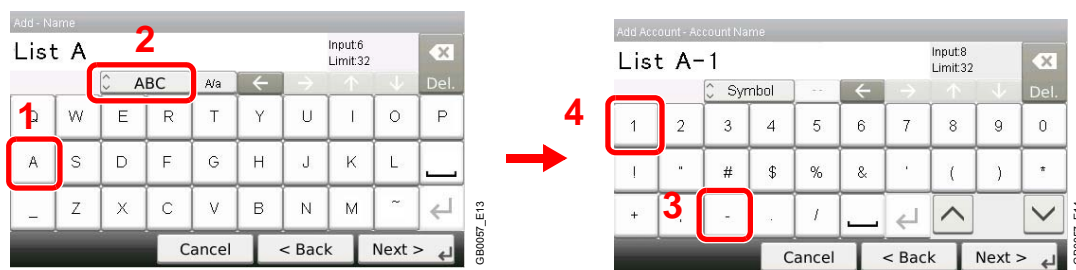 Add - Name
List A
2
Input:6
Limit:32
ABC
A/a
Del.
1
Q W E R T Y U I O P
A S D F G H J K L
_ Z X C V B N M ~
Cancel
< Back
Next >
GB0057_E13
Add Account - Account Name
List A-1
Input:8
Limit:32
Symbol
--
Del.
4
1 2 3 4 5 6 7 8 9 0
! " # $ % & ' ( ) *
3
+ , - . /
Cancel
< Back
Next >